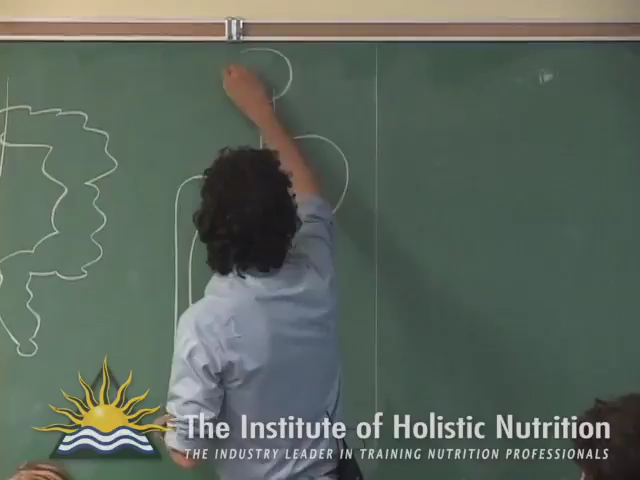 The Institute of Holistic Nutrition
THE INDUSTRY LEADER IN TRAINING NUTRITION PROFESSIONALS